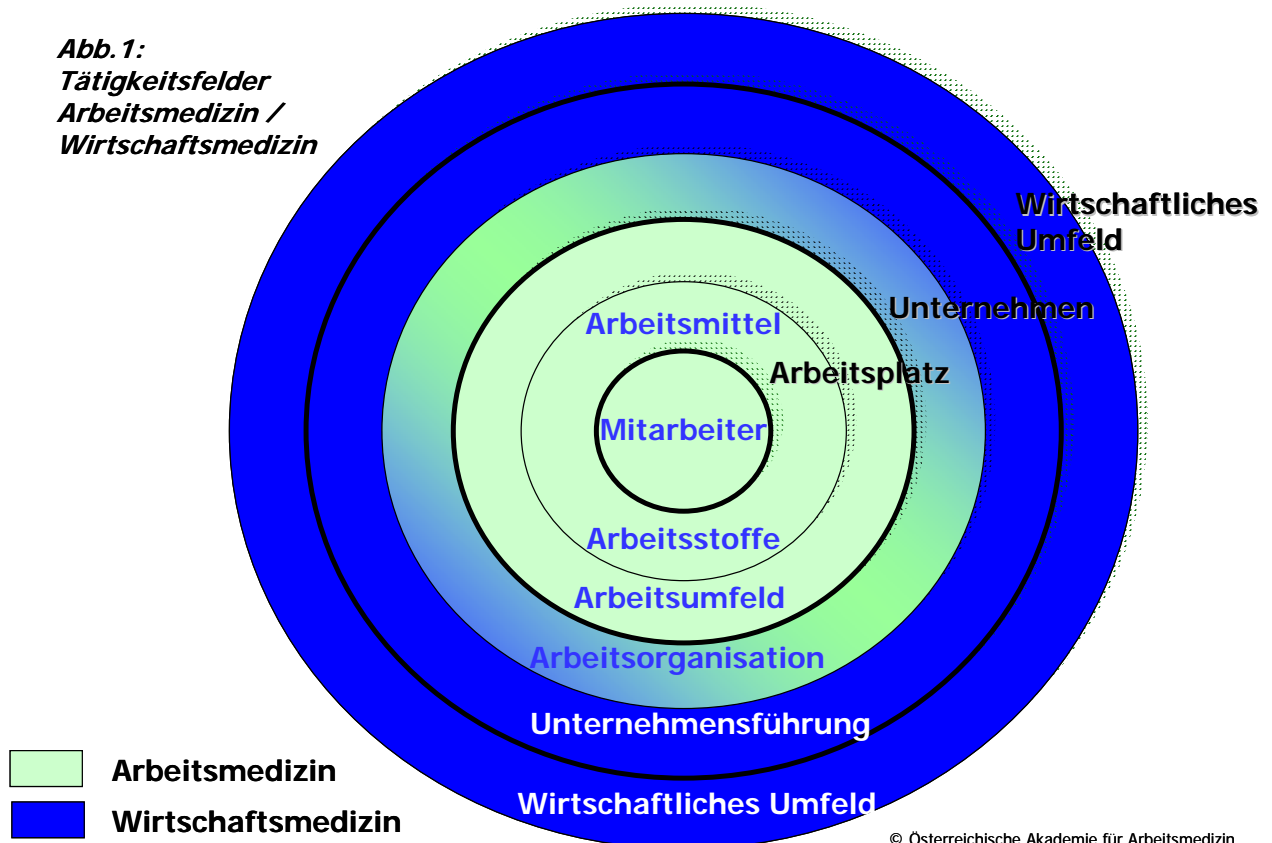 Abb.1:
Tätigkeitsfelder
Arbeitsmedizin /
Wirtschaftsmedizin
Wirtschaftliches
Umfeld
Unternehmen
Arbeitsmittel
Arbeitsplatz
Mitarbeiter
Arbeitsstoffe
Arbeitsumfeld
Arbeitsorganisation
Unternehmensführung
Wirtschaftliches Umfeld
Arbeitsmedizin
Wirtschaftsmedizin
© Österreichische Akademie für Arbeitsmedizin